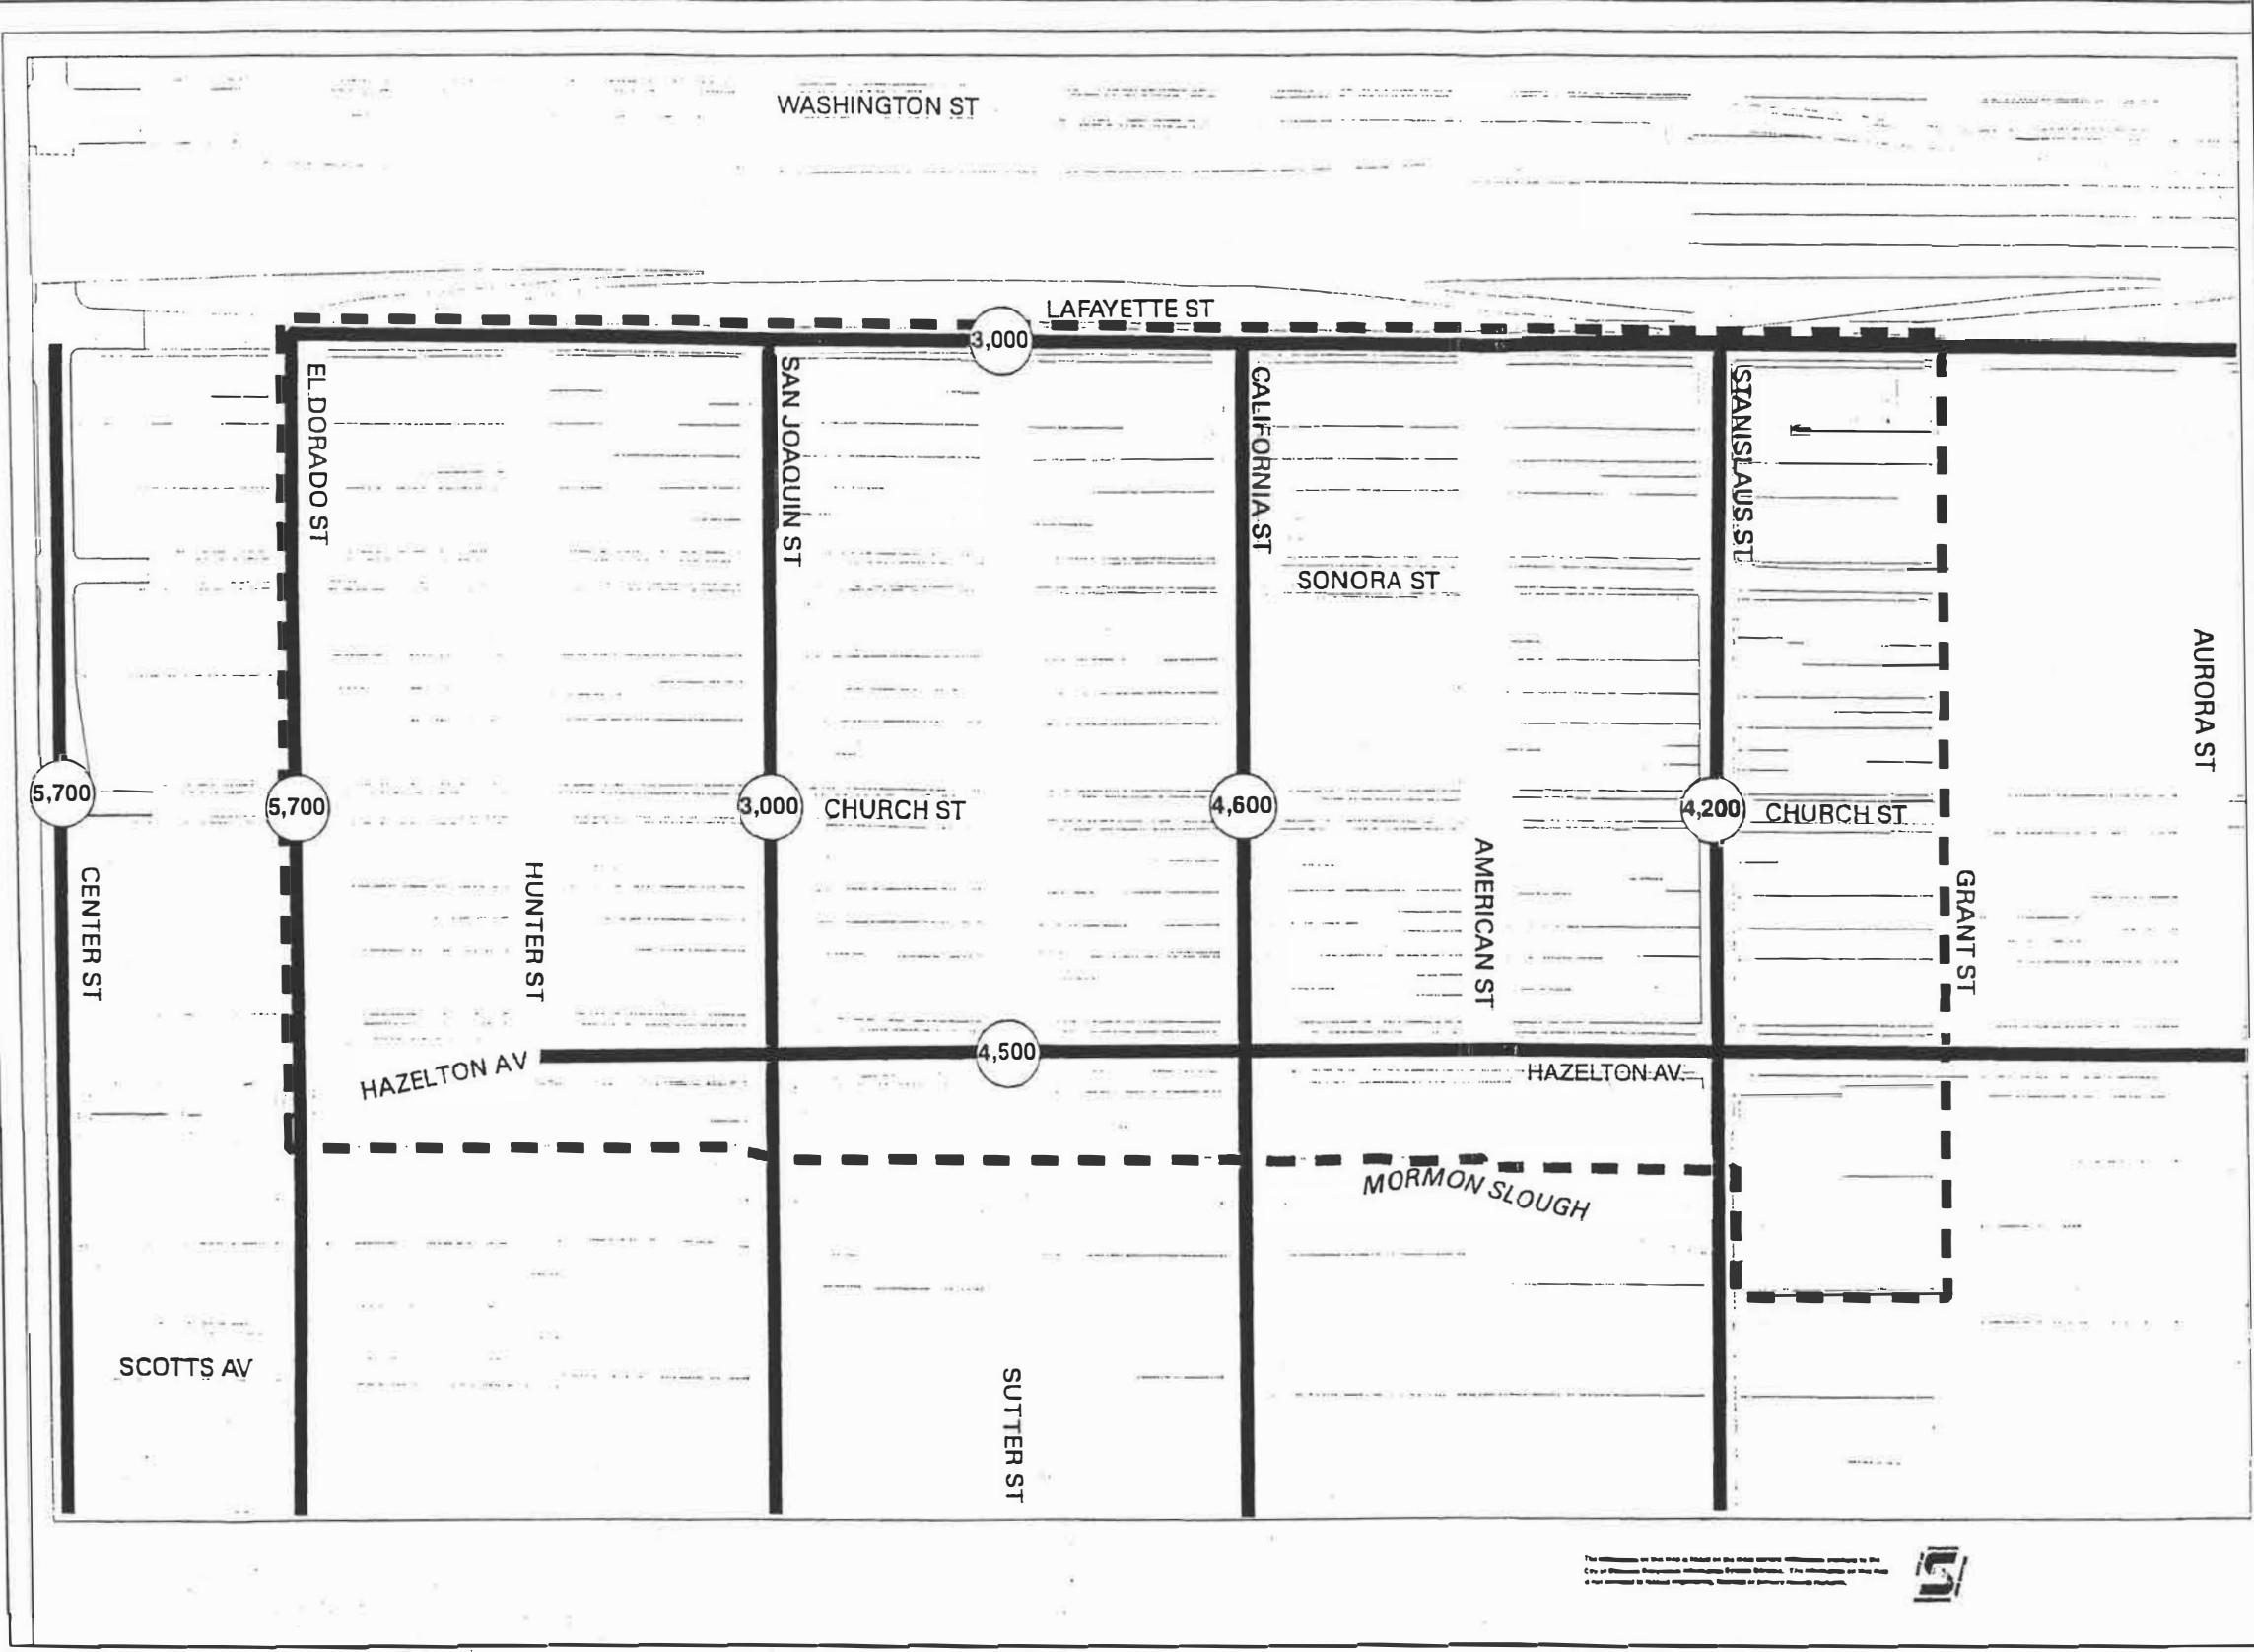 WASHINGTON ST
LAFAYETTE ST
3,000
EL DORADO ST
SAN JOAQUIN ST
CALIFORNIA ST
STANISLAUS ST
SONORA ST
AURORA ST
5,700
5,700
3,000
CHURCH ST
4,600
4,200
CHURCH ST
CENTER ST
HUNTER ST
AMERICAN ST
GRANT ST
HAZELTON AV
4,500
HAZELTON AV
MORMON SLOUGH
SCOTTS AV
SUTTER ST